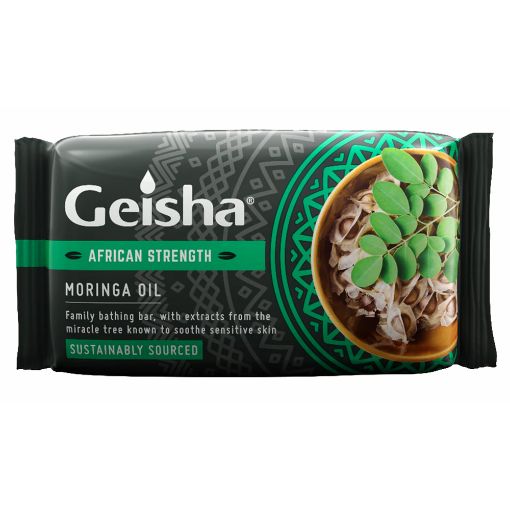 Geisha®
AFRICAN STRENGTH
MORINGA OIL
Family bathing bar, with extracts from the
miracle tree known to soothe sensitive skin
SUSTAINABLY SOURCED